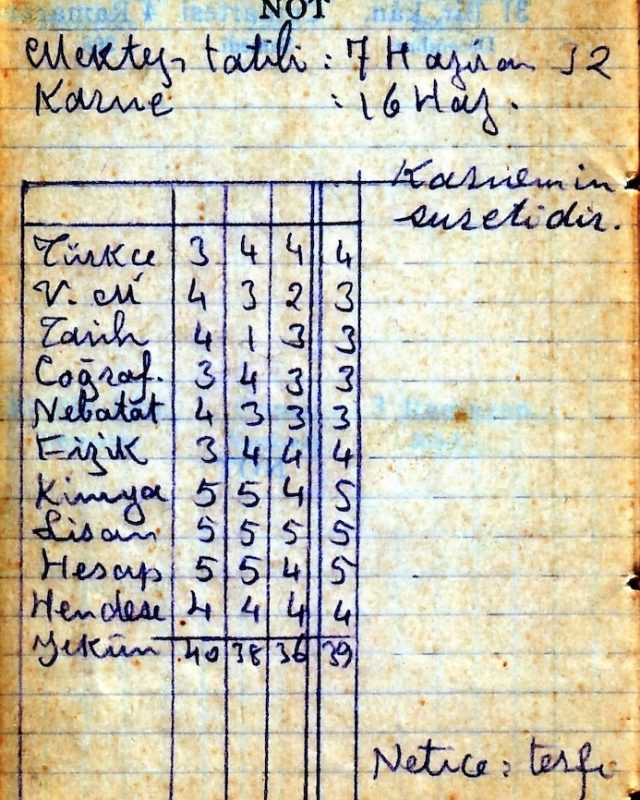 NOT
Mektep tatili : 7 Haziran 32
Karne : 16 Haz.
Karnemin
suretidir.
Türkçe 3 4 4 4
V. M 4 3 2 3
Tarih 4 1 3 3
Coğraf. 3 4 3 3
Nebatat 4 3 3 3
Fizik 3 4 4 4
Kimya 5 5 4 5
Lisan 5 5 5 5
Hesap 5 5 4 5
Hendese 4 4 4 4
Yekûn 40 38 36 39
Netice : terfi